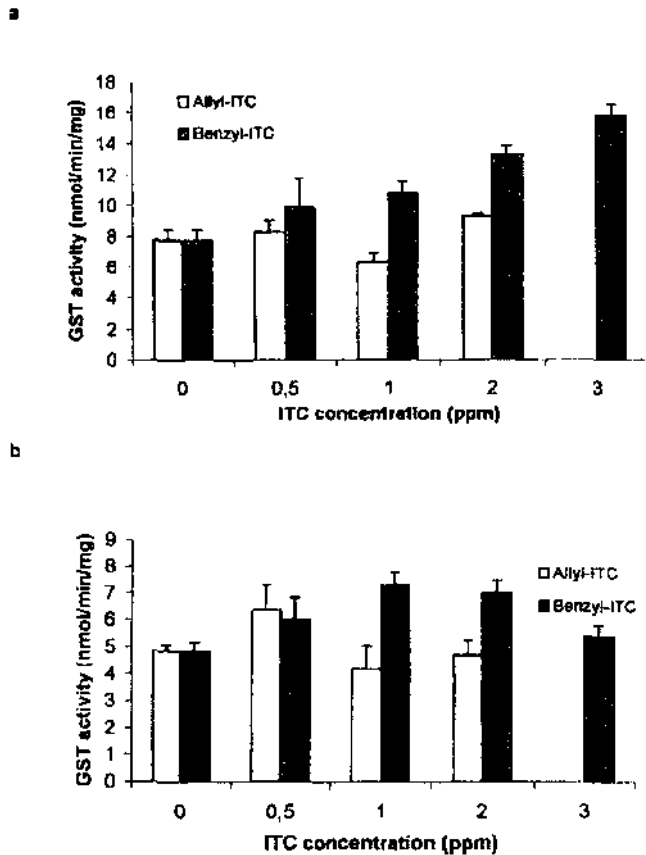 a
18
16
14
12
10
8
6
4
2
0
GST activity (nmol/min/mg)
Allyl-ITC
Benzyl-ITC
0 0,5 1 2 3
ITC concentration (ppm)
b
9
8
7
6
5
4
3
2
1
0
GST activity (nmol/min/mg)
Allyl-ITC
Benzyl-ITC
0 0,5 1 2 3
ITC concentration (ppm)